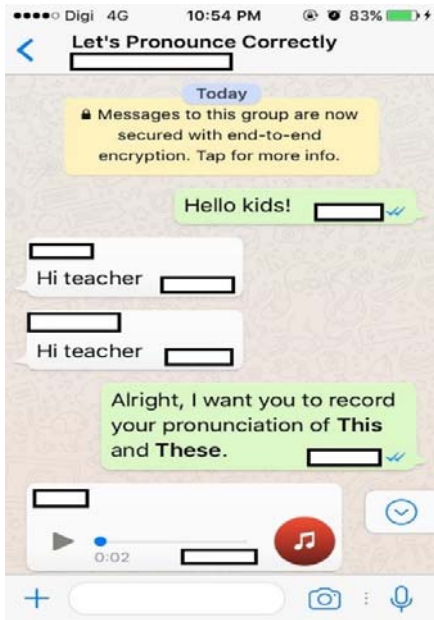 Digi 4G 10:54 PM 83%
Let's Pronounce Correctly
Today
Messages to this group are now
secured with end-to-end
encryption. Tap for more info.
Hello kids!
Hi teacher
Hi teacher
Alright, I want you to record
your pronunciation of This
and These.
0:02